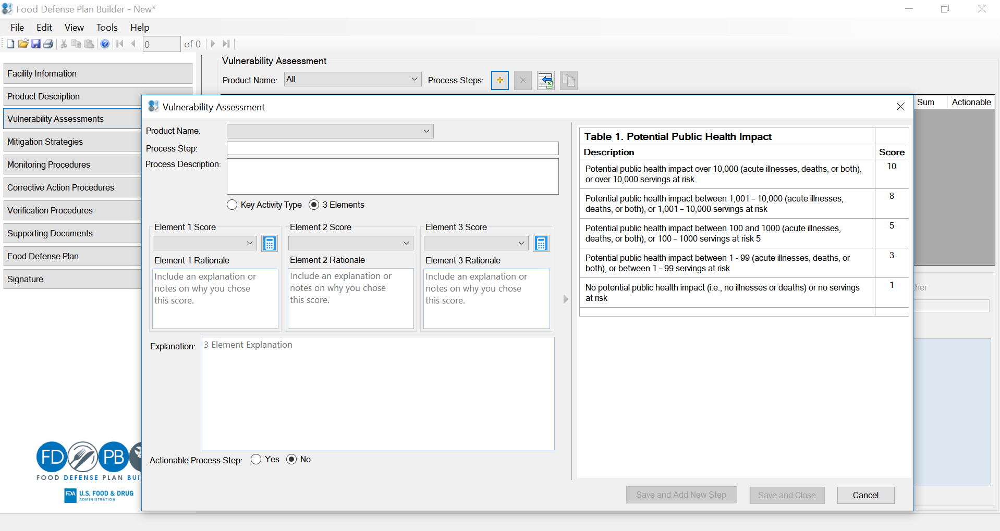 Food Defense Plan Builder - New*
File Edit View Tools Help
0 of 0
Facility Information
Product Description
Vulnerability Assessments
Mitigation Strategies
Monitoring Procedures
Corrective Action Procedures
Verification Procedures
Supporting Documents
Food Defense Plan
Signature
FD PB
FOOD DEFENSE PLAN BUI
FDA U.S. FOOD & DRUG
ADMINISTRATION
Vulnerability Assessment
Product Name: All Process Steps:
Sum Actionable
ther
Vulnerability Assessment
Product Name:
Process Step:
Process Description:
Key Activity Type 3 Elements
Element 1 Score Element 2 Score Element 3 Score
Element 1 Rationale Element 2 Rationale Element 3 Rationale
Include an explanation or
notes on why you chose
this score.
Include an explanation or
notes on why you chose
this score.
Include an explanation or
notes on why you chose
this score.
Explanation: 3 Element Explanation
Actionable Process Step: Yes No
Table 1. Potential Public Health Impact
Description Score
Potential public health impact over 10,000 (acute illnesses, deaths, or both), 10
or over 10,000 servings at risk
Potential public health impact between 1,001 – 10,000 (acute illnesses, 8
deaths, or both), or 1,001 – 10,000 servings at risk
Potential public health impact between 100 and 1000 (acute illnesses, 5
deaths, or both), or 100 – 1000 servings at risk 5
Potential public health impact between 1 - 99 (acute illnesses, deaths, or 3
both), or between 1 – 99 servings at risk
No potential public health impact (i.e., no illnesses or deaths) or no servings 1
at risk
Save and Add New Step Save and Close Cancel